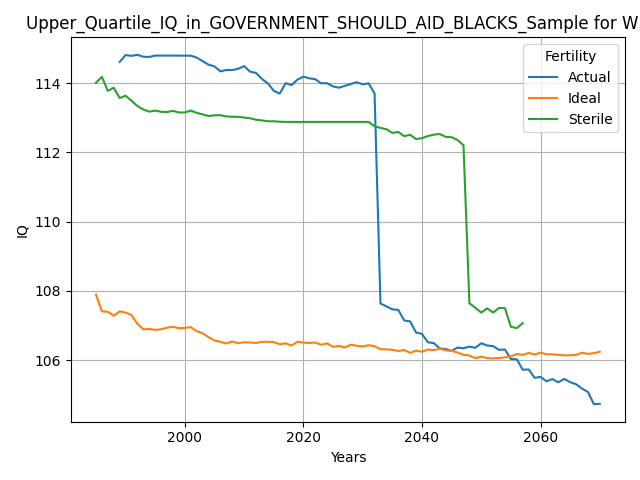 Upper_Quartile_IQ_in_GOVERNMENT_SHOULD_AID_BLACKS_Sample for W
Fertility
Actual
Ideal
Sterile
114
112
110
108
106
IQ
2000
2020
2040
2060
Years